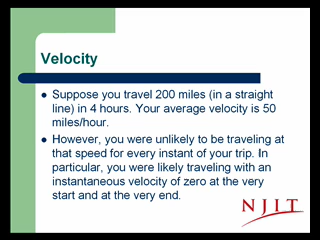 Velocity
Suppose you travel 200 miles (in a straight
line) in 4 hours. Your average velocity is 50
miles/hour.
However, you were unlikely to be traveling at
that speed for every instant of your trip. In
particular, you were likely traveling with an
instantaneous velocity of zero at the very
start and at the very end.
NJIT